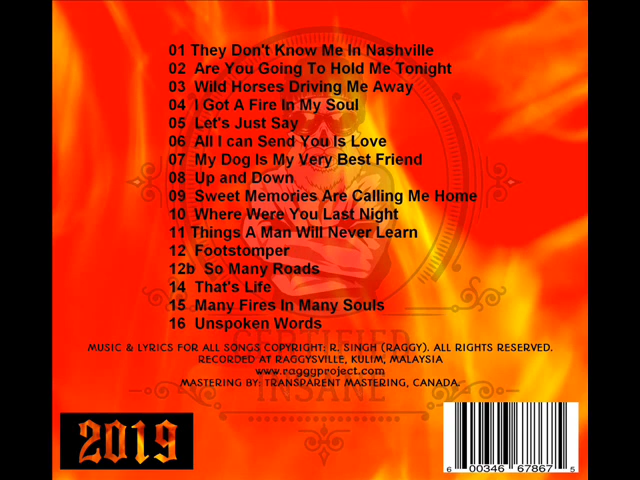 01 They Don't Know Me In Nashville
02 Are You Going To Hold Me Tonight
03 Wild Horses Driving Me Away
04 I Got A Fire In My Soul
05 Let's Just Say
06 All I can Send You Is Love
07 My Dog Is My Very Best Friend
08 Up and Down
09 Sweet Memories Are Calling Me Home
10 Where Were You Last Night
11 Things A Man Will Never Learn
12 Footstomper
12b So Many Roads
14 That's Life
15 Many Fires In Many Souls
16 Unspoken Words
CERTIFIED
MUSIC & LYRICS FOR ALL SONGS COPYRIGHT: R. SINGH (RAGGY). ALL RIGHTS RESERVED.
RECORDED AT RAGGYSVILLE, KULIM, MALAYSIA
www.raggyproject.com
MASTERING BY: TRANSPARENT MASTERING, CANADA.
INSANE
2019
6 00346 67867 5